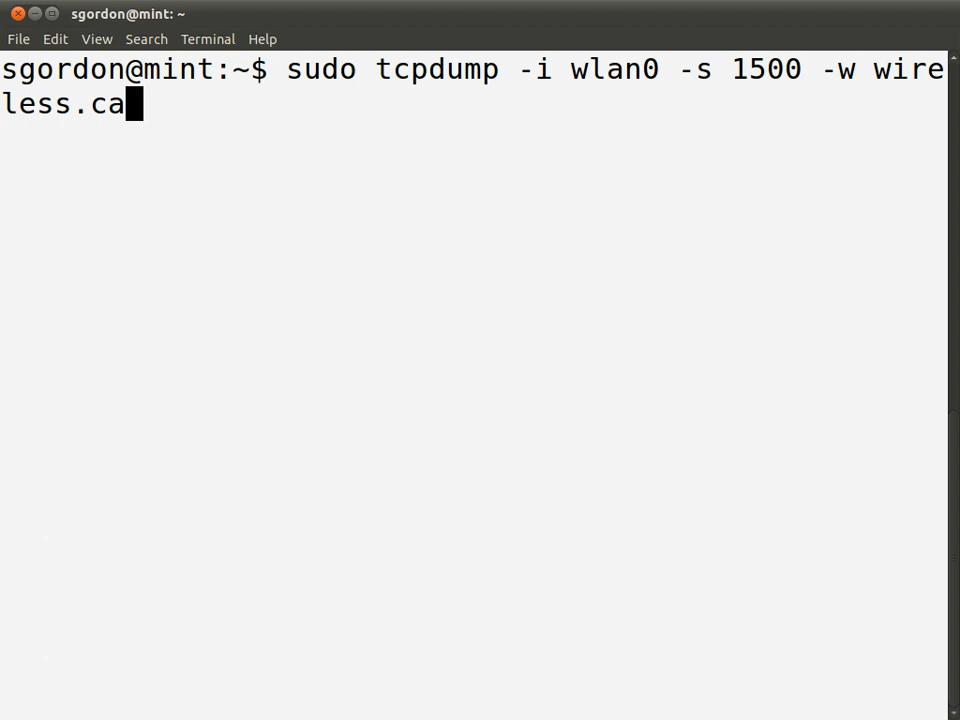 sgordon@mint: ~
File Edit View Search Terminal Help
sgordon@mint:~$ sudo tcpdump -i wlan0 -s 1500 -w wire
less.ca